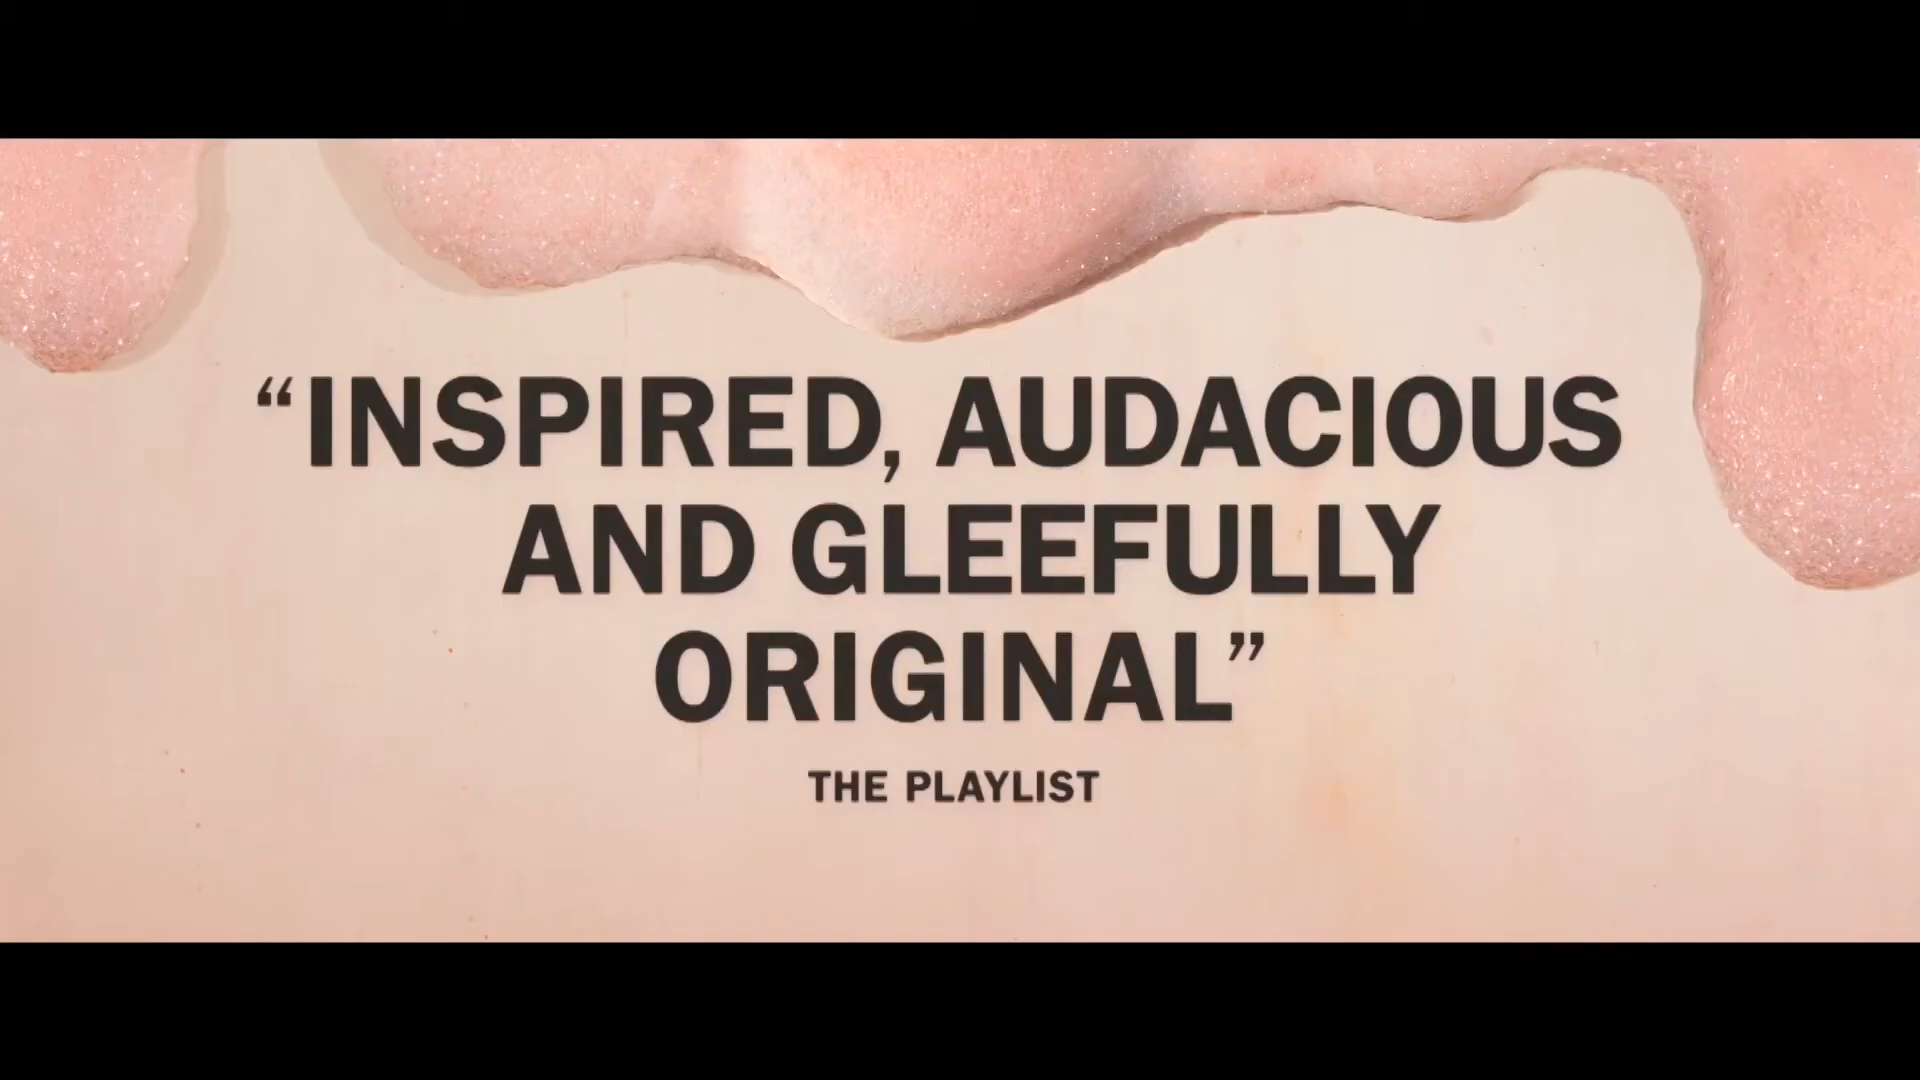 “INSPIRED, AUDACIOUS
AND GLEEFULLY
ORIGINAL”
THE PLAYLIST